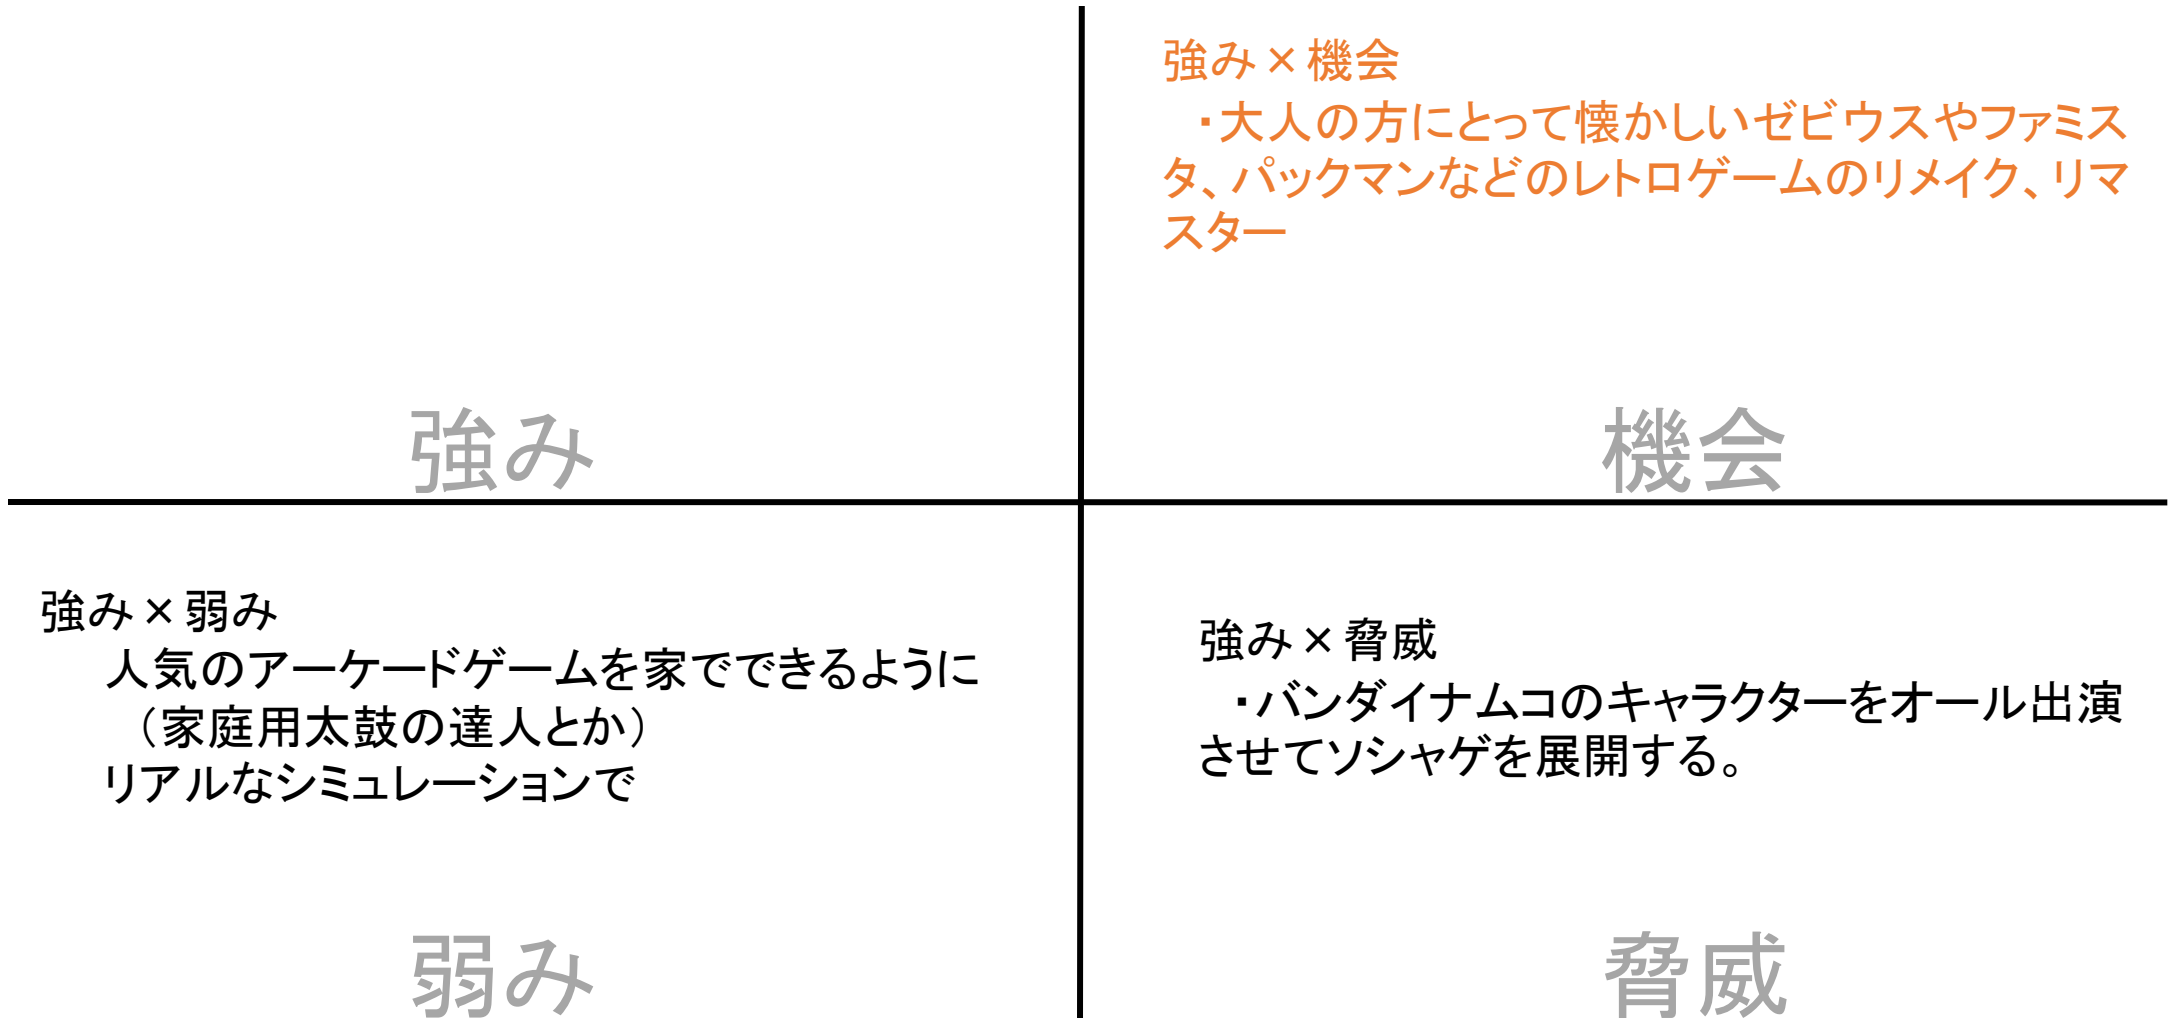 強み×機会
・大人の方にとって懐かしいゼビウスやファミス
タ、パックマンなどのレトロゲームのリメイク、リマ
スター
強み
機会
強み×弱み
人気のアーケードゲームを家でできるように
（家庭用太鼓の達人とか）
リアルなシミュレーションで
強み×脅威
・バンダイナムコのキャラクターをオール出演
させてソシャゲを展開する。
弱み
脅威